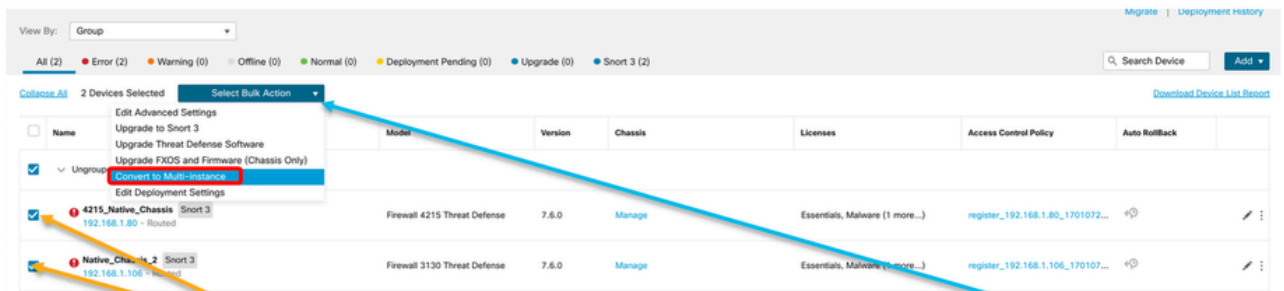 Migrate | Deployment History
View By: Group
All (2) Error (2) Warning (0) Offline (0) Normal (0) Deployment Pending (0) Upgrade (0) Snort 3 (2) Search Device Add
Collapse All 2 Devices Selected Select Bulk Action Download Device List Report
Edit Advanced Settings
Upgrade to Snort 3
Upgrade Threat Defense Software
Upgrade FXOS and Firmware (Chassis Only)
Convert to Multi-instance
Edit Deployment Settings
Name Model Version Chassis Licenses Access Control Policy Auto RollBack
Ungroup
4215_Native_Chassis Snort 3
192.168.1.80 - Routed
Firewall 4215 Threat Defense 7.6.0 Manage Essentials, Malware (1 more...) register_192.168.1.80_1701072...
Native_Chassis_2 Snort 3
192.168.1.106 - Routed
Firewall 3130 Threat Defense 7.6.0 Manage Essentials, Malware (1 more...) register_192.168.1.106_170107...